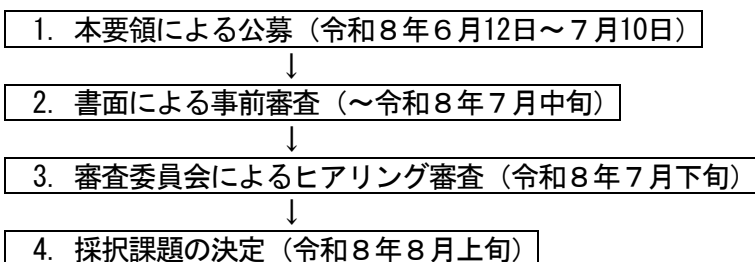 1. 本要領による公募（令和８年６月12日～７月10日）
↓
2. 書面による事前審査（～令和８年７月中旬）
↓
3. 審査委員会によるヒアリング審査（令和８年７月下旬）
↓
4. 採択課題の決定（令和８年８月上旬）